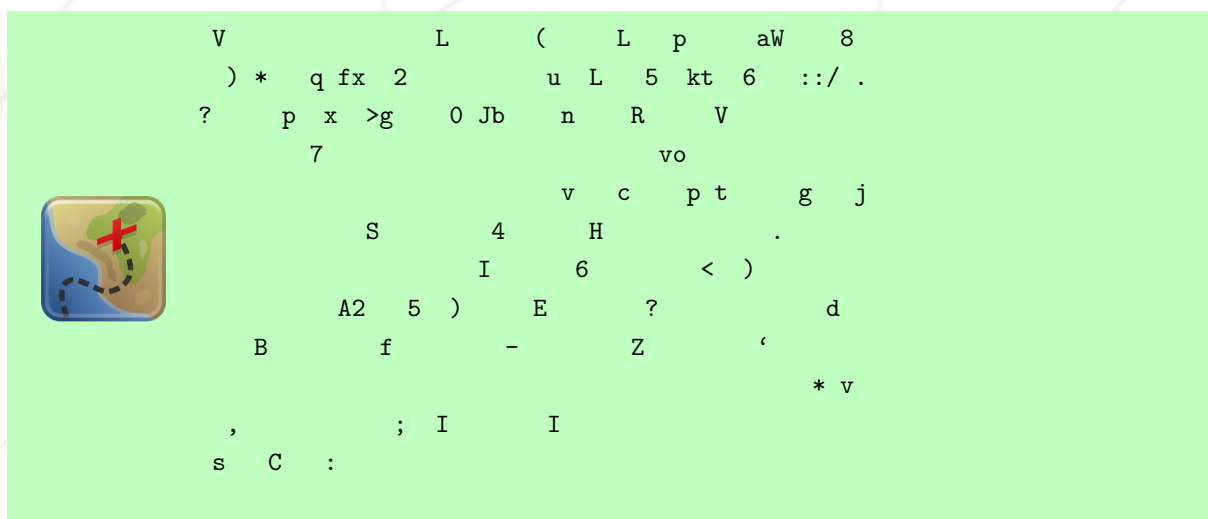 V L ( L p aW 8
) * q fx 2 u L 5 kt 6 ::/ .
? p x >g 0 Jb n R V
7 vo
v c p t g j
S 4 H .
I 6 < )
A2 5 ) E ? d
B f - Z ‘
* v
, ; I I
s C :